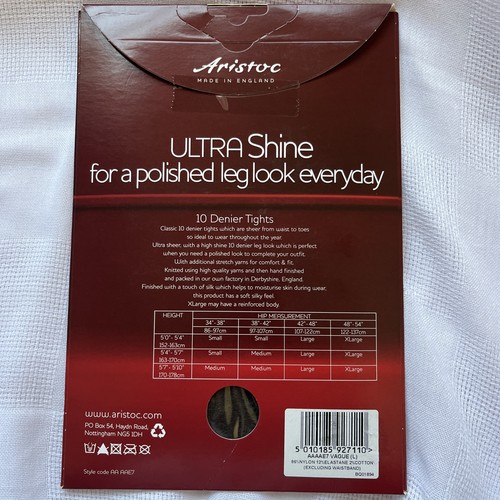 Aristoc
MADE IN ENGLAND
ULTRA Shine
for a polished leg look everyday
10 Denier Tights
Classic 10 denier tights which are sheer from waist to toes
so ideal to wear throughout the year
Ultra sheer, with a high shine 10 denier leg look which is perfect
when you need a polished look to complete your outfit.
With additional stretch yarns for comfort & fit.
Knitted using high quality yarns and then hand finished
and packed in our own factory in Derbyshire, England.
Finished with a touch of silk which helps to moisturise skin during wear,
this product has a soft silky feel.
XLarge may have a reinforced body.
HEIGHT HIP MEASUREMENT
34"-38" 38"-42" 42"-48" 48"-54"
86-97cm 97-107cm 107-122cm 122-137cm
5'0" - 5'4" Small Small Large XLarge
152-163cm
5'4"- 5'7" Small Medium Large XLarge
163-170cm
5'7"- 5'10" Medium Medium Large XLarge
170-178cm
www.aristoc.com
PO Box 54, Haydn Road,
Nottingham NG5 1DH
Style code AA AAE7
5 010185 927110 >
AAAAE7 VAGUE (L)
NYLON 13%ELASTANE 2%COTTON
(EXCLUDING WAISTBAND)